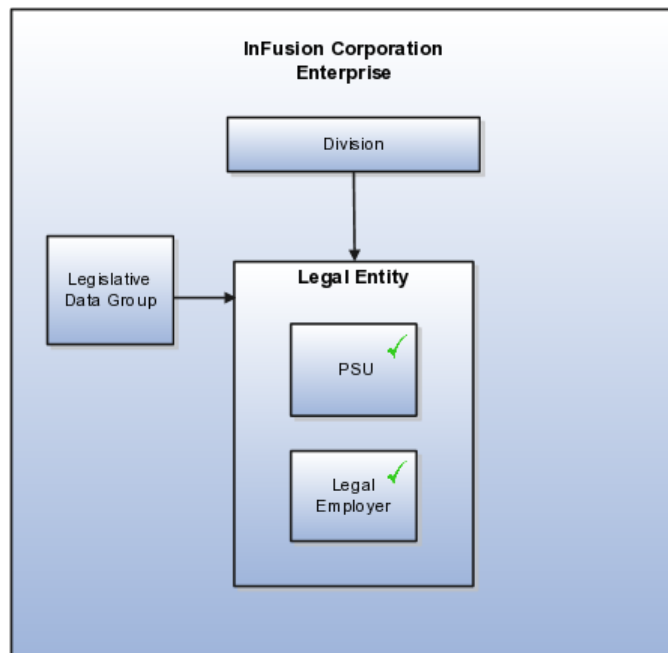 InFusion Corporation
Enterprise
Division
Legislative
Data Group
Legal Entity
PSU
Legal
Employer